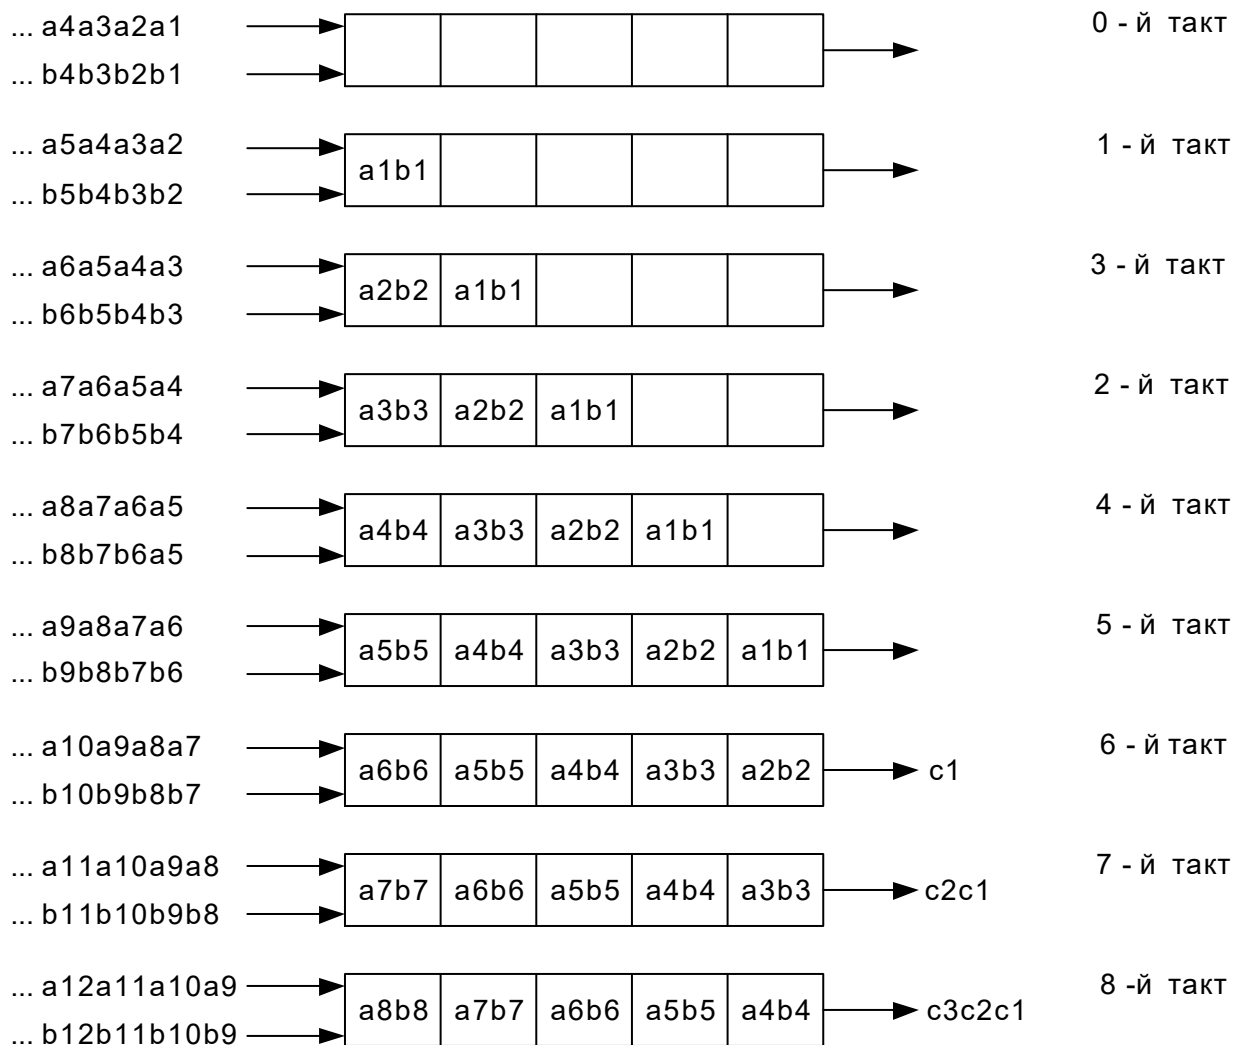 ... a4a3a2a1
0 - й такт
... b4b3b2b1
... a5a4a3a2
1 - й такт
a1b1
... b5b4b3b2
... a6a5a4a3
3 - й такт
a2b2 a1b1
... b6b5b4b3
... a7a6a5a4
2 - й такт
a3b3 a2b2 a1b1
... b7b6b5b4
... a8a7a6a5
4 - й такт
a4b4 a3b3 a2b2 a1b1
... b8b7b6a5
... a9a8a7a6
5 - й такт
a5b5 a4b4 a3b3 a2b2 a1b1
... b9b8b7b6
... a10a9a8a7
6 - й такт
a6b6 a5b5 a4b4 a3b3 a2b2 c1
... b10b9b8b7
... a11a10a9a8
7 - й такт
a7b7 a6b6 a5b5 a4b4 a3b3 c2c1
... b11b10b9b8
... a12a11a10a9
8 -й такт
a8b8 a7b7 a6b6 a5b5 a4b4 c3c2c1
... b12b11b10b9